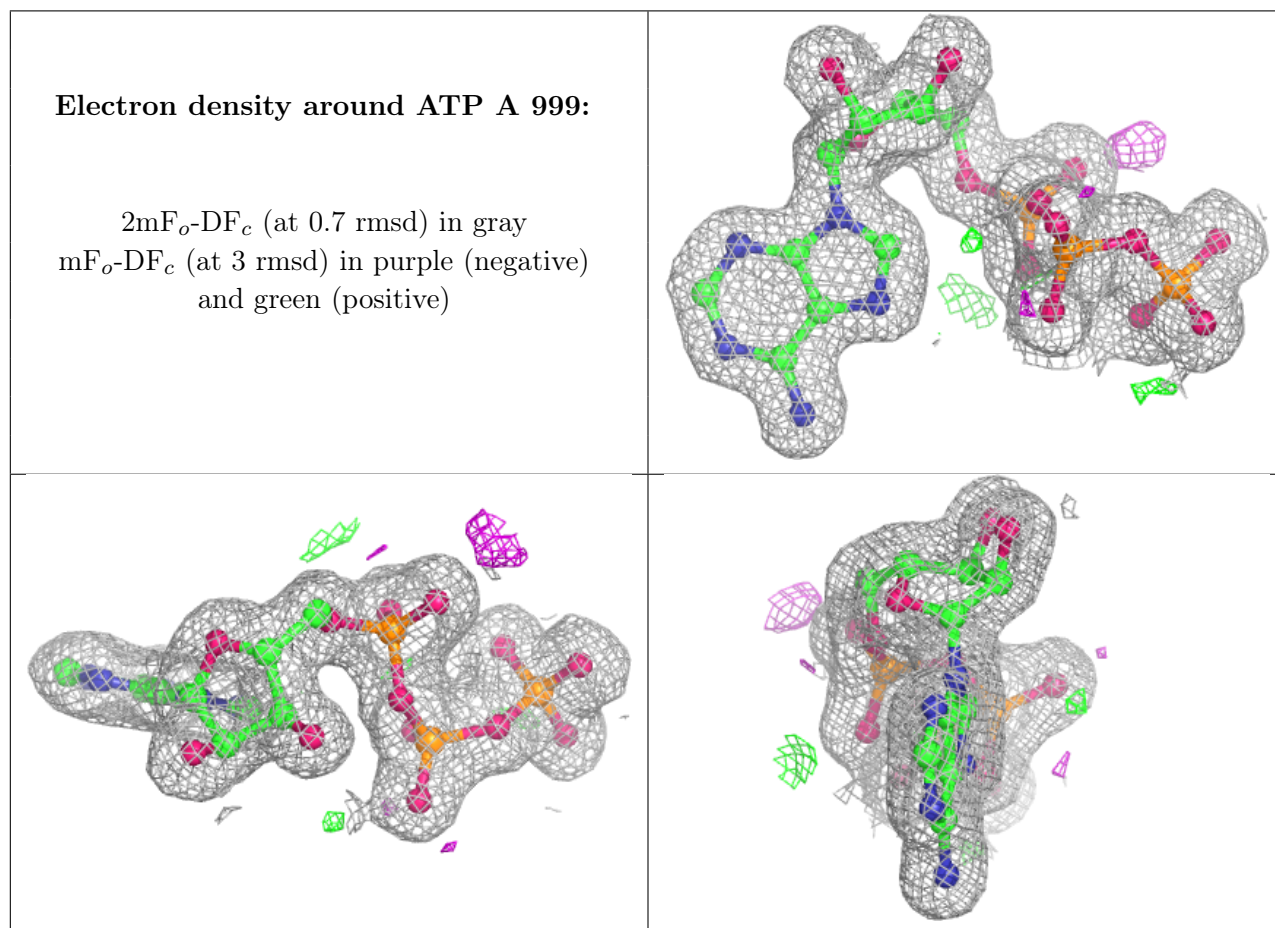 Electron density around ATP A 999:
2mFo-DFc (at 0.7 rmsd) in gray
mFo-DFc (at 3 rmsd) in purple (negative)
and green (positive)